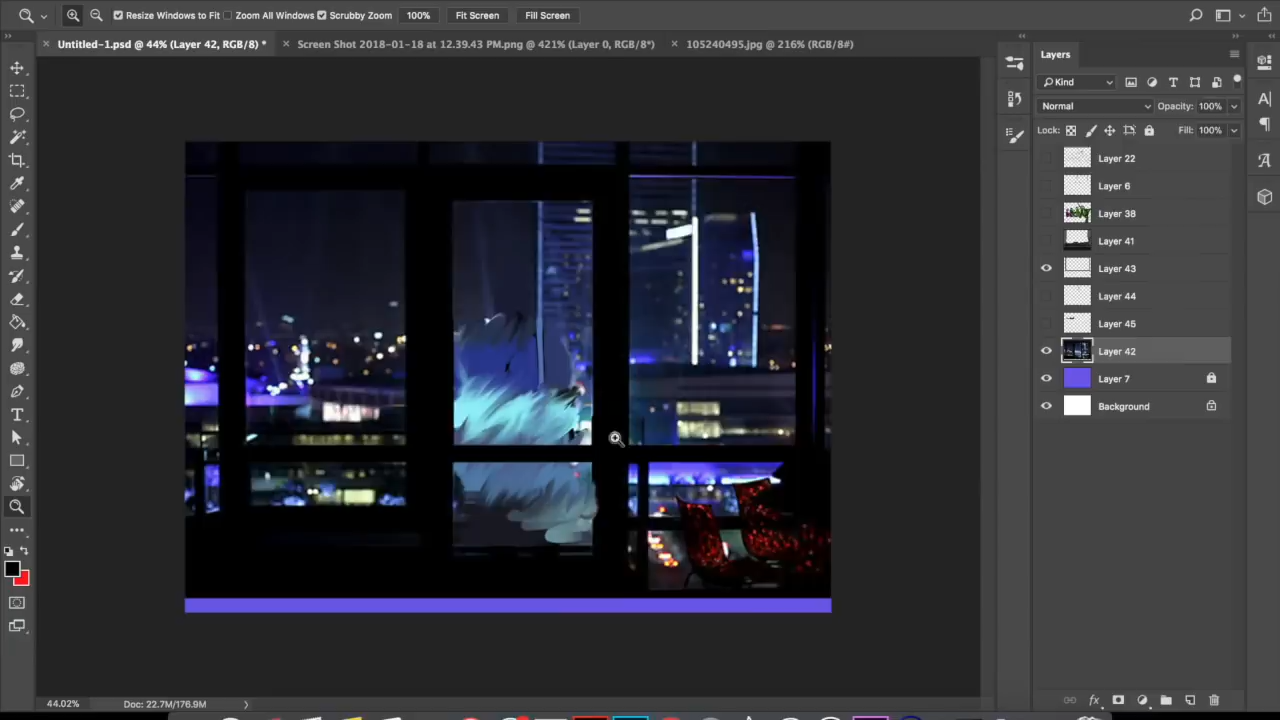 Resize Windows to Fit Zoom All Windows Scrubby Zoom 100% Fit Screen Fill Screen
Untitled-1.psd @ 44% (Layer 42, RGB/8) * Screen Shot 2018-01-18 at 12.39.43 PM.png @ 421% (Layer 0, RGB/8*) 105240495.jpg @ 216% (RGB/8#)
Layers
Kind
Normal Opacity: 100%
Lock: Fill: 100%
Layer 22
Layer 6
Layer 38
Layer 41
Layer 43
Layer 44
Layer 45
Layer 42
Layer 7
Background
44.02% Doc: 22.7M/176.9M